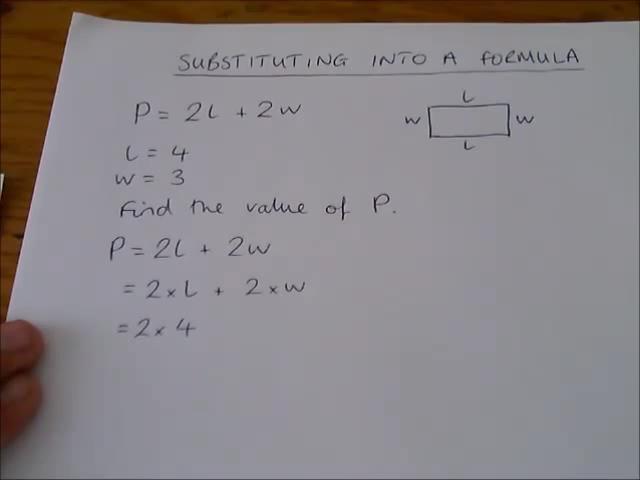 SUBSTITUTING INTO A FORMULA
P = 2L + 2w
L
w w
L
L = 4
w = 3
Find the value of P.
P = 2L + 2w
= 2 × L + 2 × w
= 2 × 4